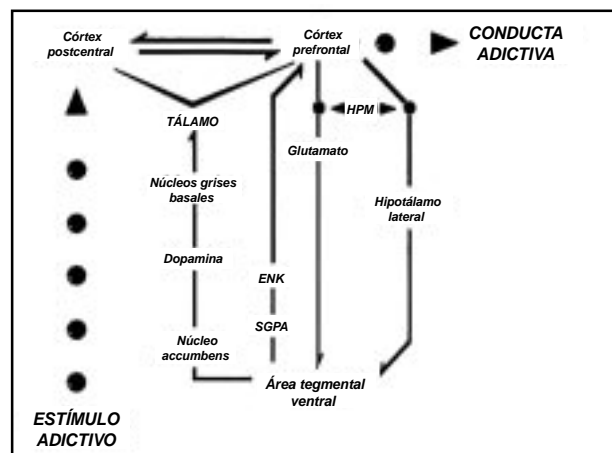 Córtex
postcentral
Córtex
prefrontal
CONDUCTA
ADICTIVA
TÁLAMO
HPM
Glutamato
Núcleos grises
basales
Hipotálamo
lateral
Dopamina
ENK
SGPA
Núcleo
accumbens
Área tegmental
ventral
ESTÍMULO
ADICTIVO